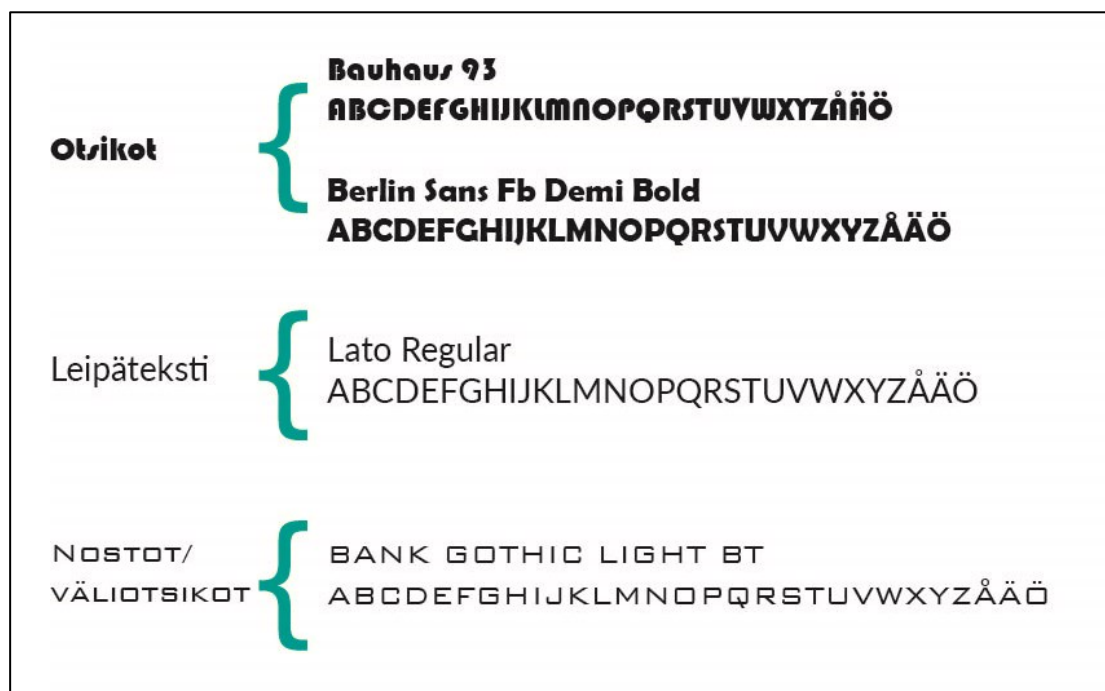 Otsikot
Bauhaus 93
ABCDEFGHIJKLMNOPQRSTUVWXYZÅÄÖ
Berlin Sans Fb Demi Bold
ABCDEFGHIJKLMNOPQRSTUVWXYZÅÄÖ
Leipäteksti
Lato Regular
ABCDEFGHIJKLMNOPQRSTUVWXYZÅÄÖ
NOSTOT/
VÄLIOTSIKOT
BANK GOTHIC LIGHT BT
ABCDEFGHIJKLMNOPQRSTUVWXYZÅÄÖ